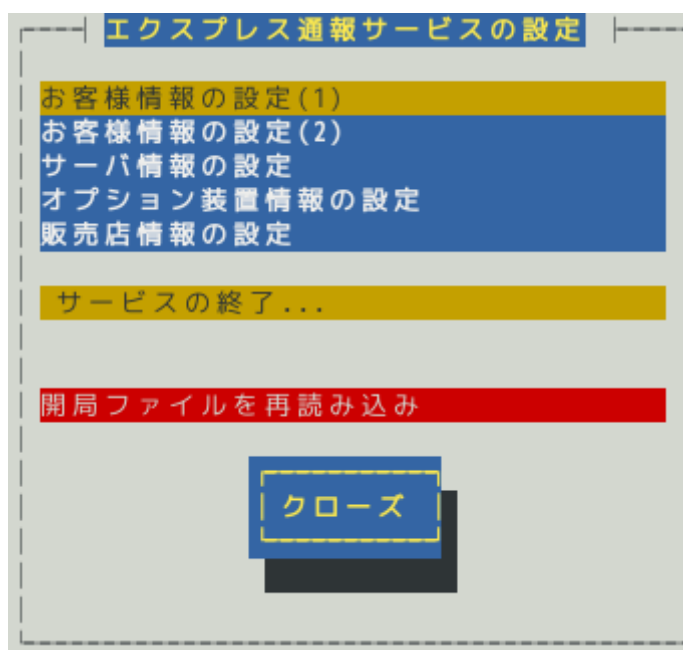 エクスプレス通報サービスの設定
お客様情報の設定(1)
お客様情報の設定(2)
サーバ情報の設定
オプション装置情報の設定
販売店情報の設定
サービスの終了...
開局ファイルを再読み込み
クローズ